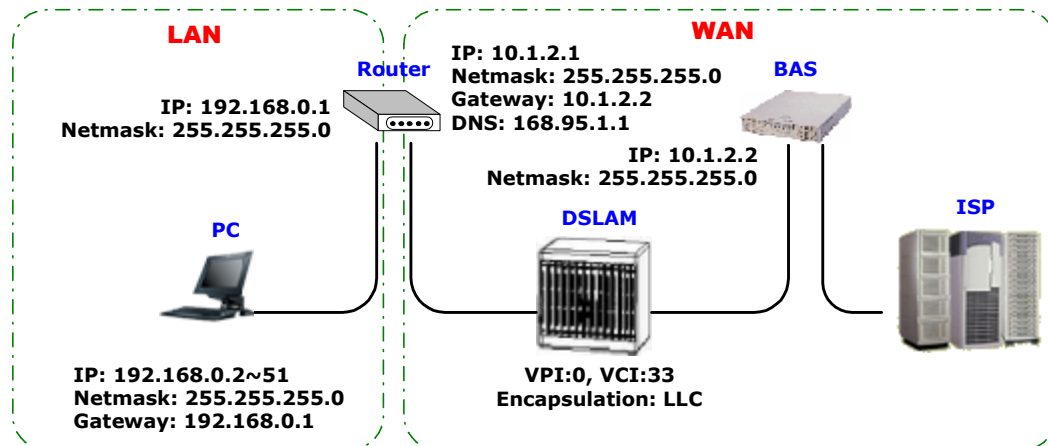 LAN
WAN
Router
IP: 10.1.2.1
Netmask: 255.255.255.0
Gateway: 10.1.2.2
DNS: 168.95.1.1
BAS
IP: 192.168.0.1
Netmask: 255.255.255.0
IP: 10.1.2.2
Netmask: 255.255.255.0
PC
DSLAM
ISP
IP: 192.168.0.2~51
Netmask: 255.255.255.0
Gateway: 192.168.0.1
VPI:0, VCI:33
Encapsulation: LLC